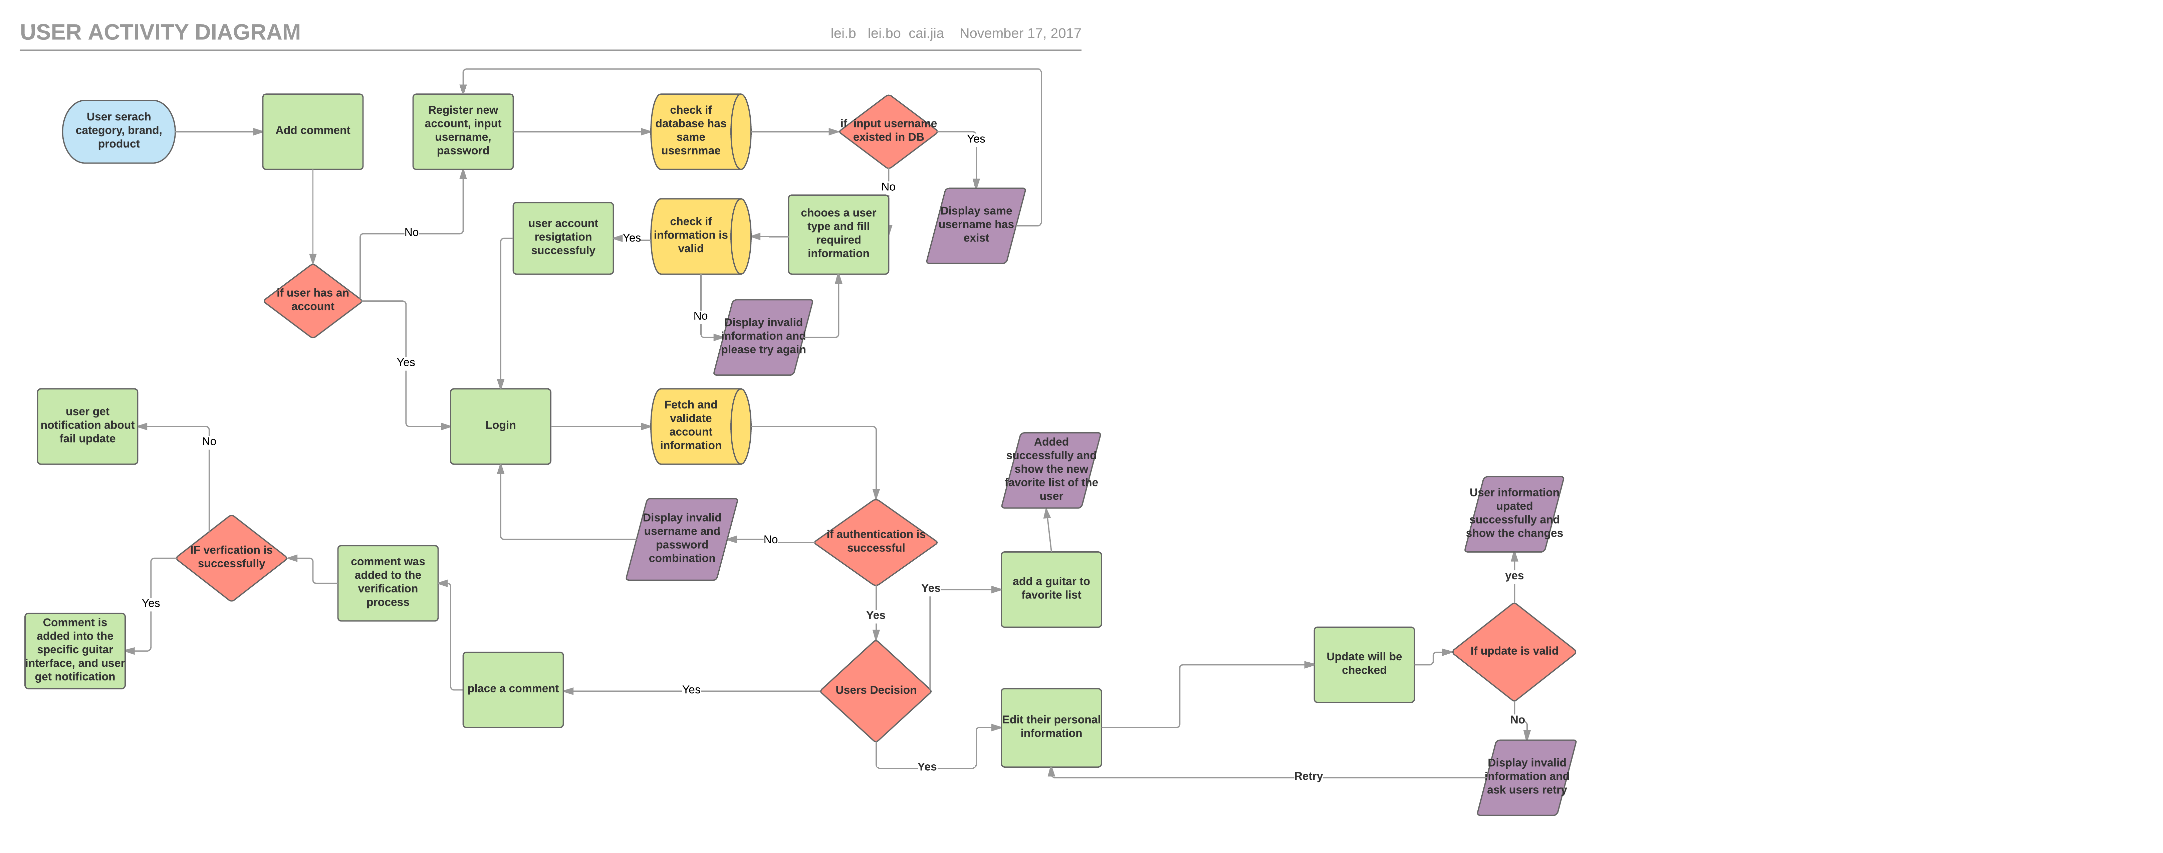 USER ACTIVITY DIAGRAM
lei.b lei.bo cai.jia November 17, 2017
User serach
category, brand,
product
Add comment
Register new
account, input
username,
password
check if
database has
same
usesrnmae
if input username
existed in DB
Yes
No
Display same
username has
exist
chooes a user
type and fill
required
information
check if
information is
valid
Yes
user account
resigtation
successfuly
No
Display invalid
information and
please try again
No
if user has an
account
Yes
Login
Fetch and
validate
account
information
user get
notification about
fail update
No
Added
successfully and
show the new
favorite list of the
user
User information
upated
successfully and
show the changes
Display invalid
username and
password
combination
No
if authentication is
successful
IF verfication is
successfully
comment was
added to the
verification
process
add a guitar to
favorite list
Yes
yes
Yes
Yes
Comment is
added into the
specific guitar
interface, and user
get notification
place a comment
Yes
Users Decision
Update will be
checked
If update is valid
Edit their personal
information
Yes
No
Retry
Display invalid
information and
ask users retry